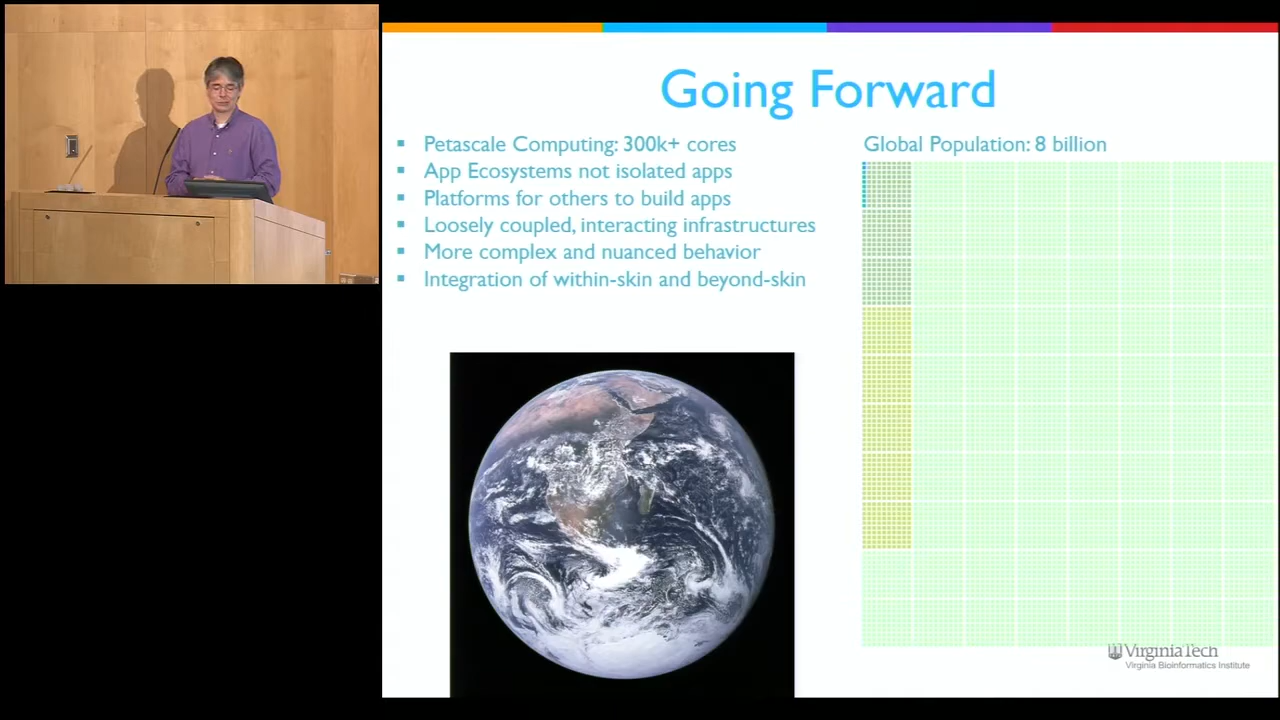 Going Forward
▪ Petascale Computing: 300k+ cores
▪ App Ecosystems not isolated apps
▪ Platforms for others to build apps
▪ Loosely coupled, interacting infrastructures
▪ More complex and nuanced behavior
▪ Integration of within-skin and beyond-skin
Global Population: 8 billion
VirginiaTech
Virginia Bioinformatics Institute